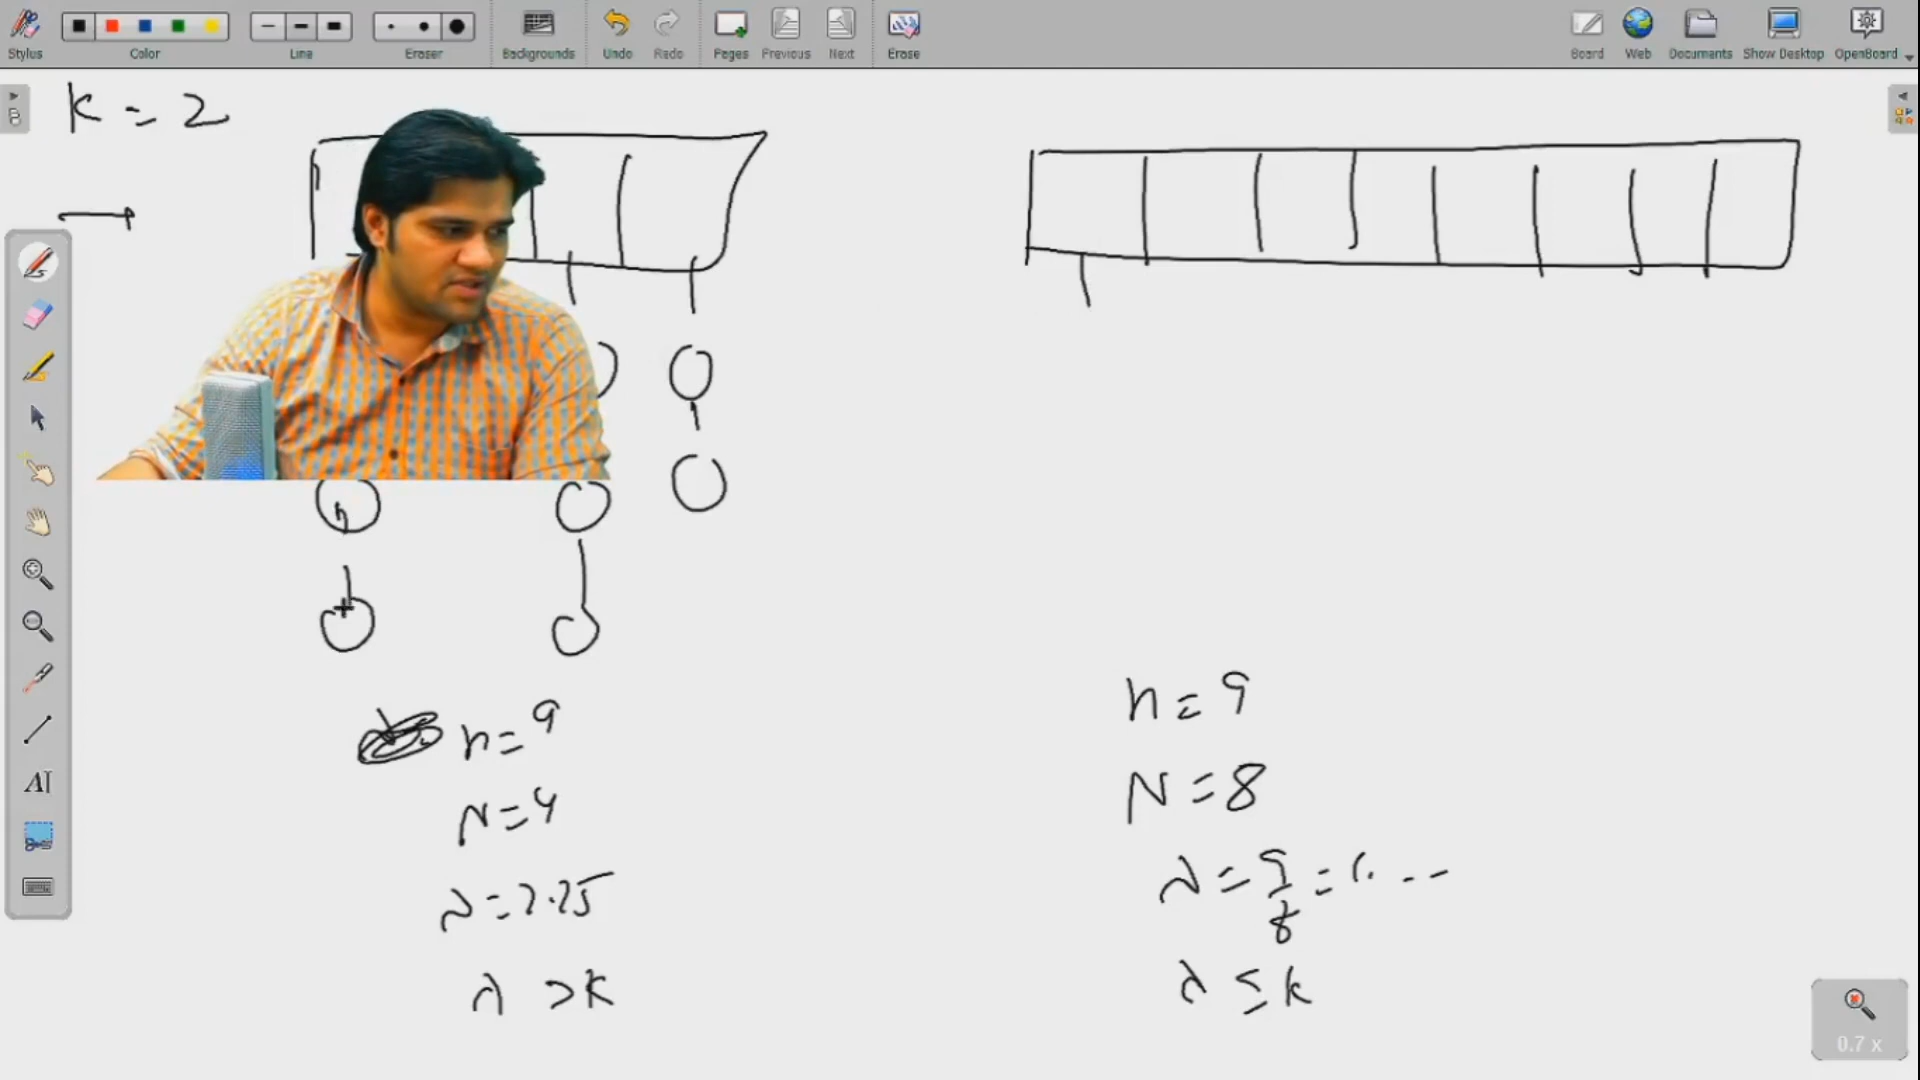 Stylus
Color
Line
Eraser
Backgrounds
Undo
Redo
Pages
Previous
Next
Erase
Board
Web
Documents
Show Desktop
OpenBoard
B
K = 2
h
n = 9
N = 4
λ = 2.25
λ > K
n = 9
N = 8
λ = 9/8 = 1. - -
λ ≤ k
AI
0.7 x